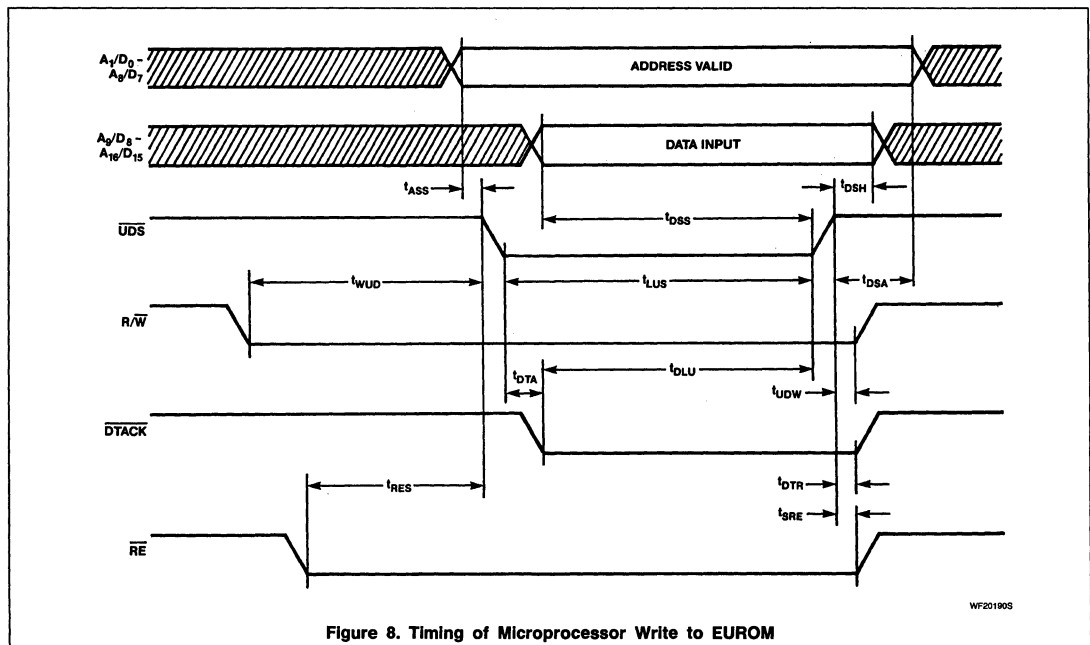 A1/D0 –
A8/D7
ADDRESS VALID
A9/D8 –
A16/D15
DATA INPUT
tASS
tDSH
UDS
tDSS
tWUD
tLUS
tDSA
R/W
tDTA
tDLU
tUDW
DTACK
tRES
tDTR
tSRE
RE
WF20190S
Figure 8. Timing of Microprocessor Write to EUROM